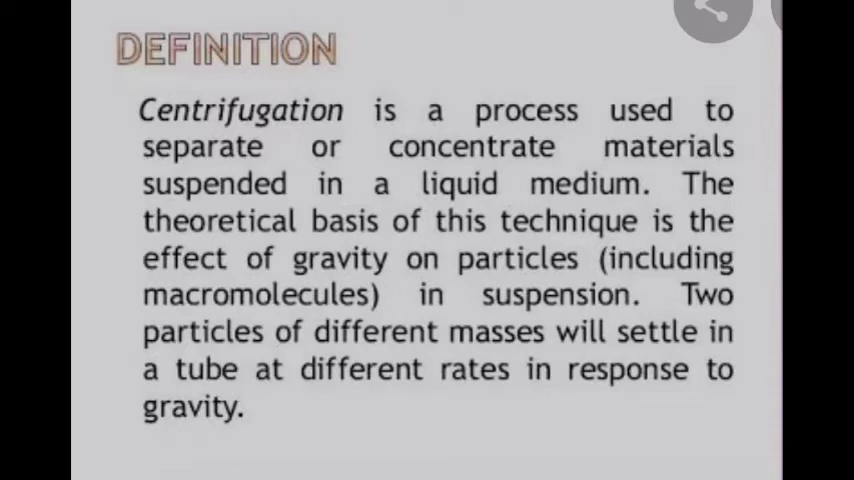 DEFINITION
Centrifugation is a process used to
separate or concentrate materials
suspended in a liquid medium. The
theoretical basis of this technique is the
effect of gravity on particles (including
macromolecules) in suspension. Two
particles of different masses will settle in
a tube at different rates in response to
gravity.